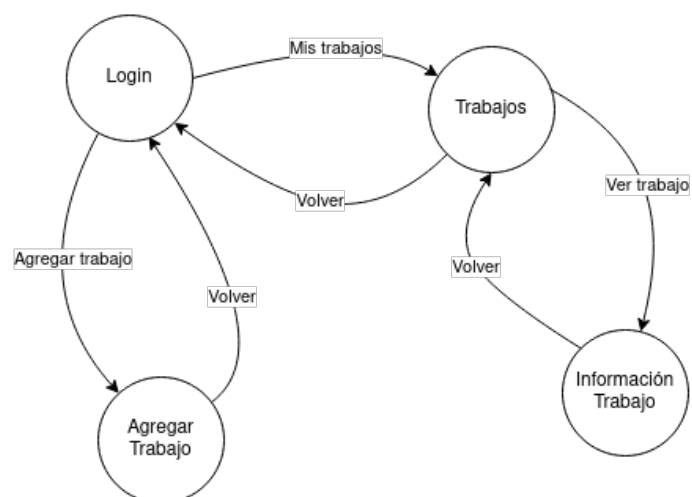 Login
Mis trabajos
Trabajos
Ver trabajo
Volver
Agregar trabajo
Volver
Volver
Información
Trabajo
Agregar
Trabajo